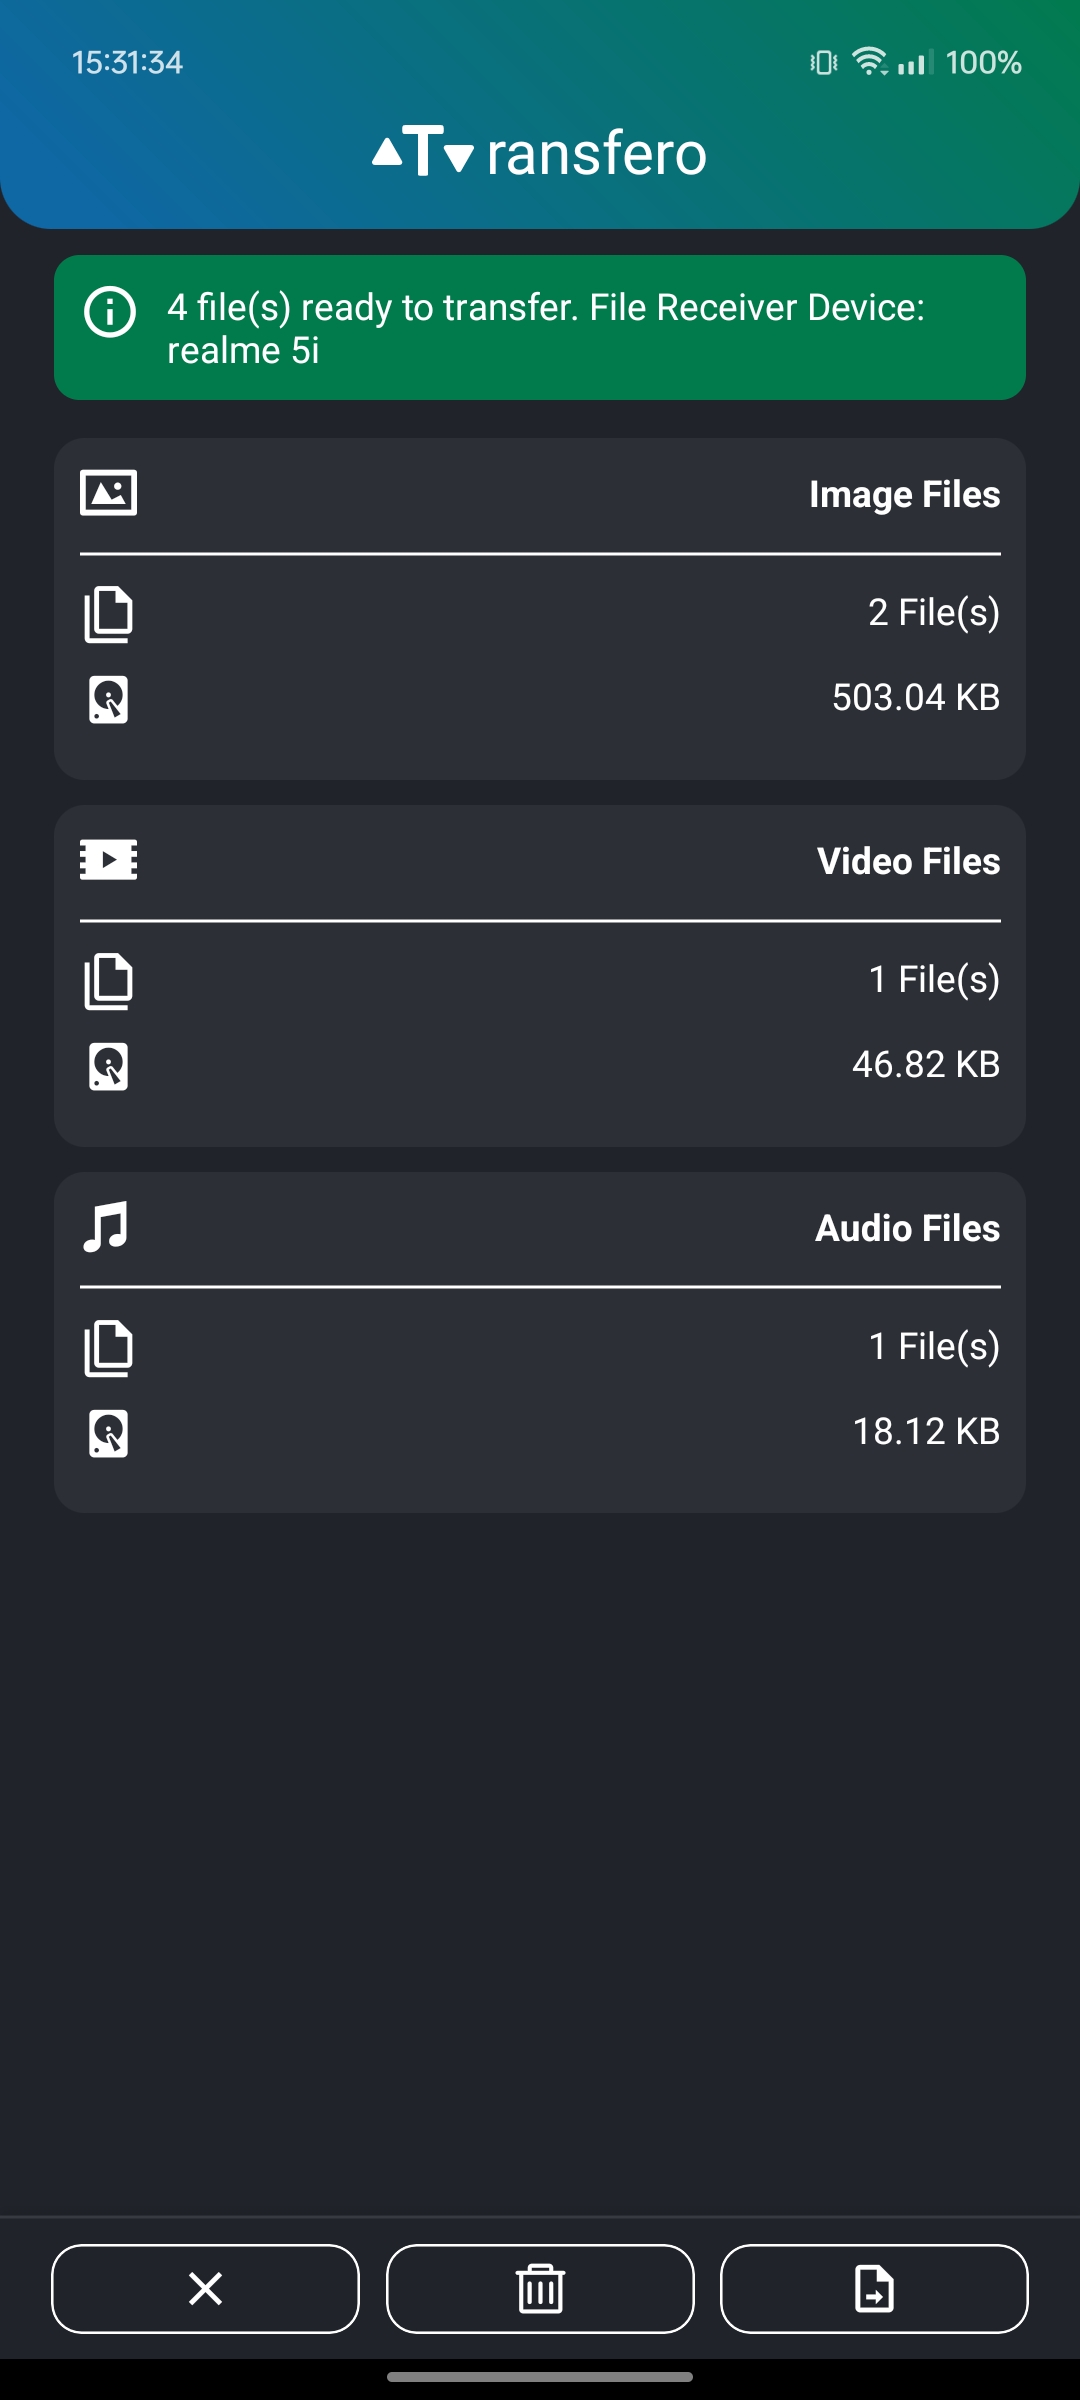 15:31:34 100%
Transfero
4 file(s) ready to transfer. File Receiver Device:
realme 5i
Image Files
2 File(s)
503.04 KB
Video Files
1 File(s)
46.82 KB
Audio Files
1 File(s)
18.12 KB